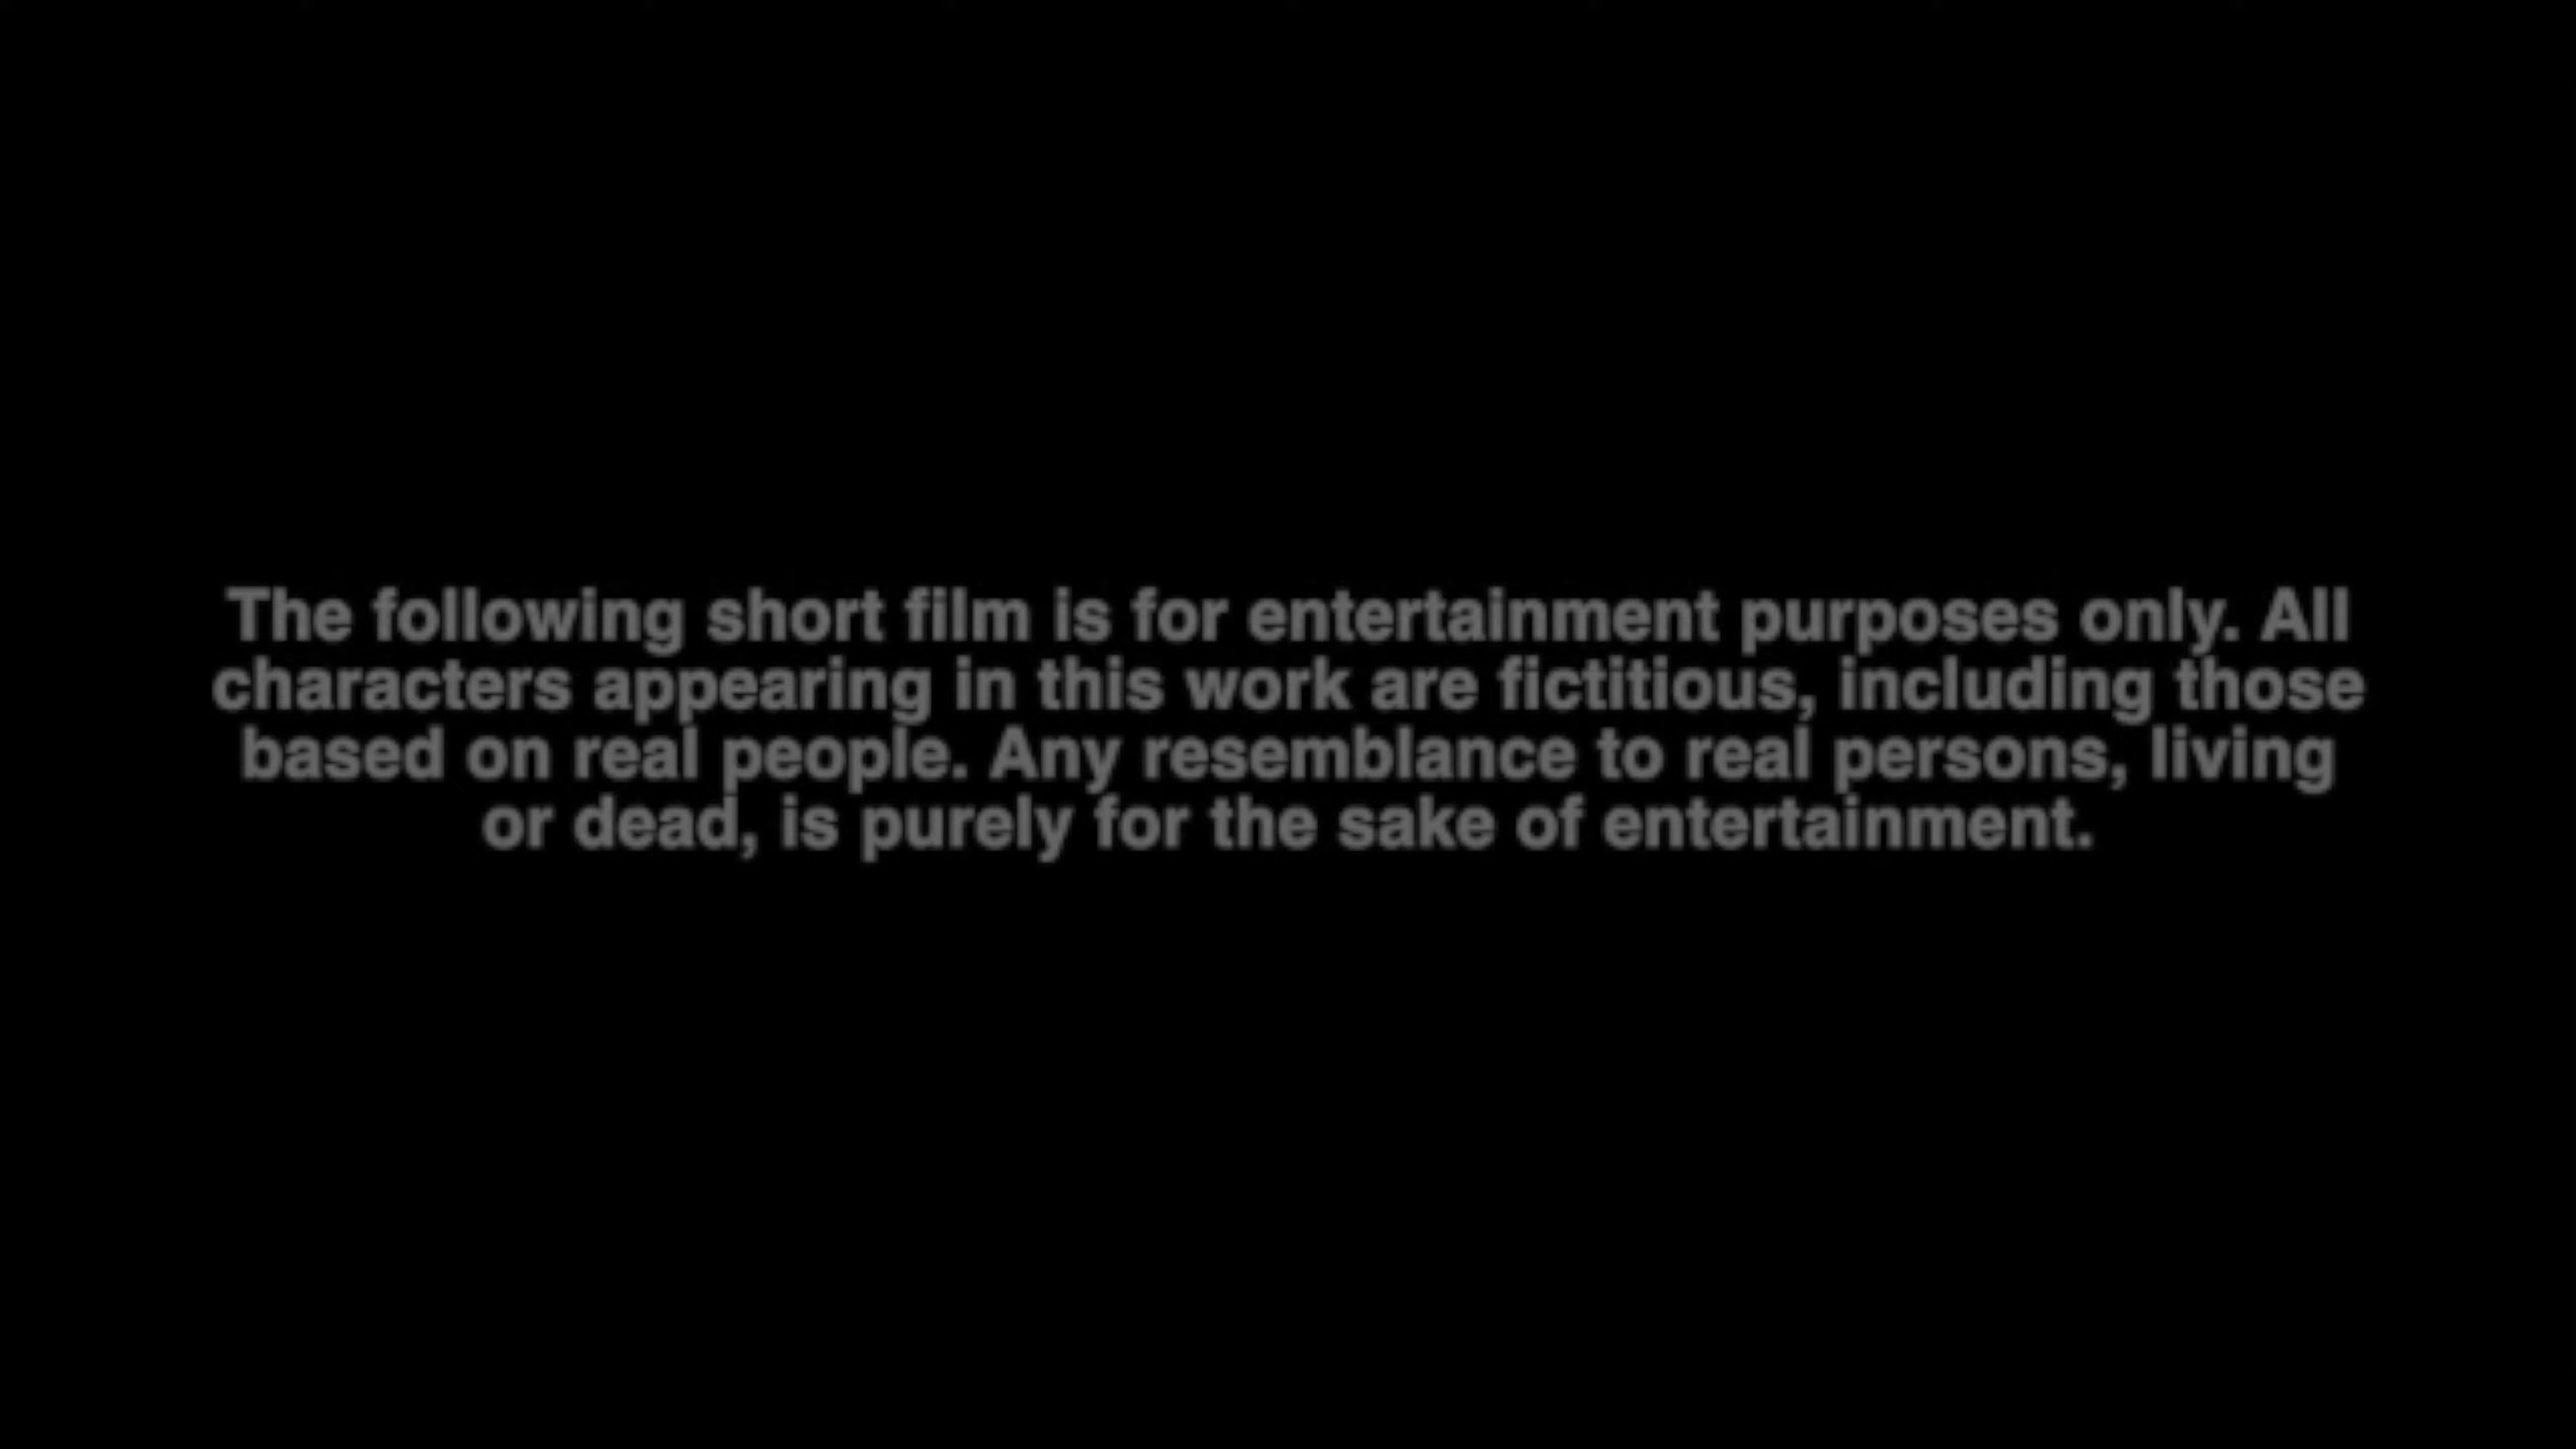 The following short film is for entertainment purposes only. All
characters appearing in this work are fictitious, including those
based on real people. Any resemblance to real persons, living
or dead, is purely for the sake of entertainment.